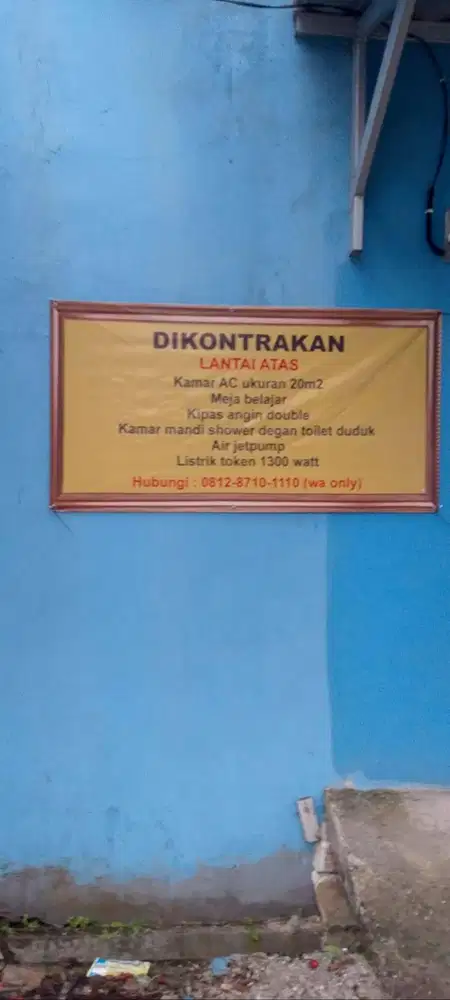 DIKONTRAKAN
LANTAI ATAS
Kamar AC ukuran 20m2
Meja belajar
Kipas angin double
Kamar mandi shower degan toilet duduk
Air jetpump
Listrik token 1300 watt
Hubungi : 0812-8710-1110 (wa only)